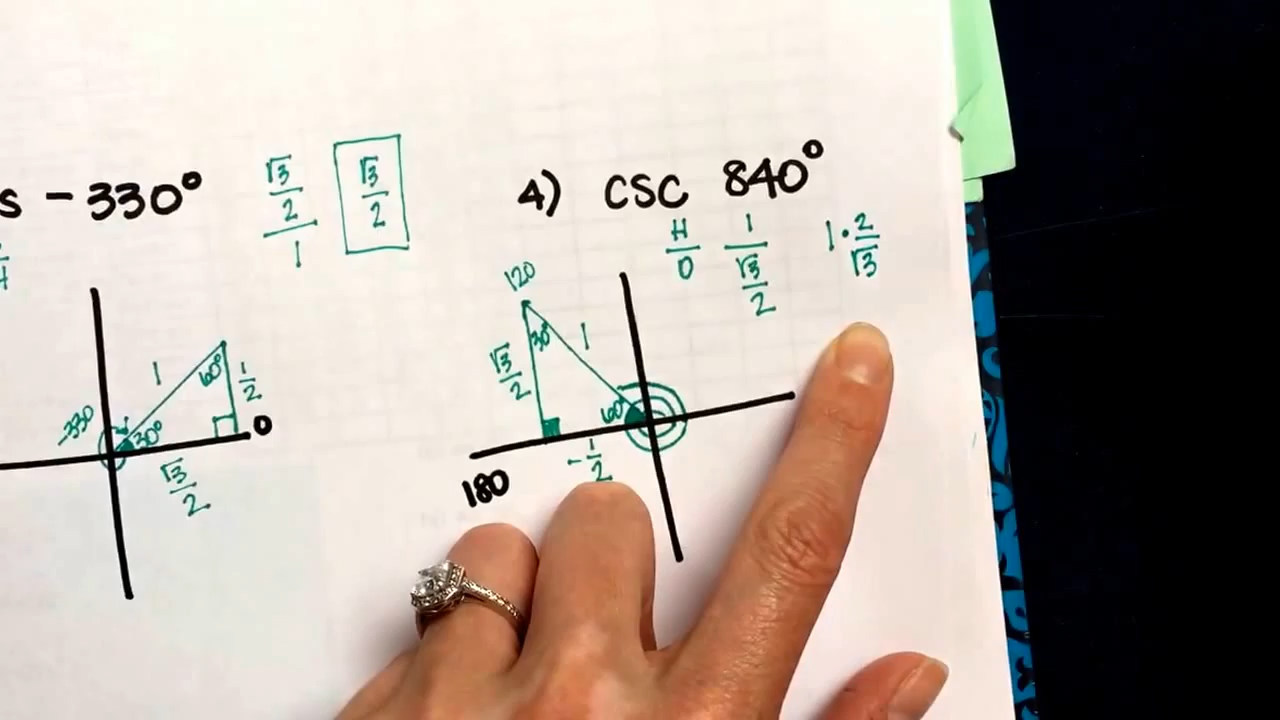 s -330°
√3/2 / 1
√3/2
-330
1
60°
1/2
30°
0
√3/2
4) CSC 840°
H/O
1 / √3/2
1 · 2/√3
120
30°
1
√3/2
60°
-1/2
180